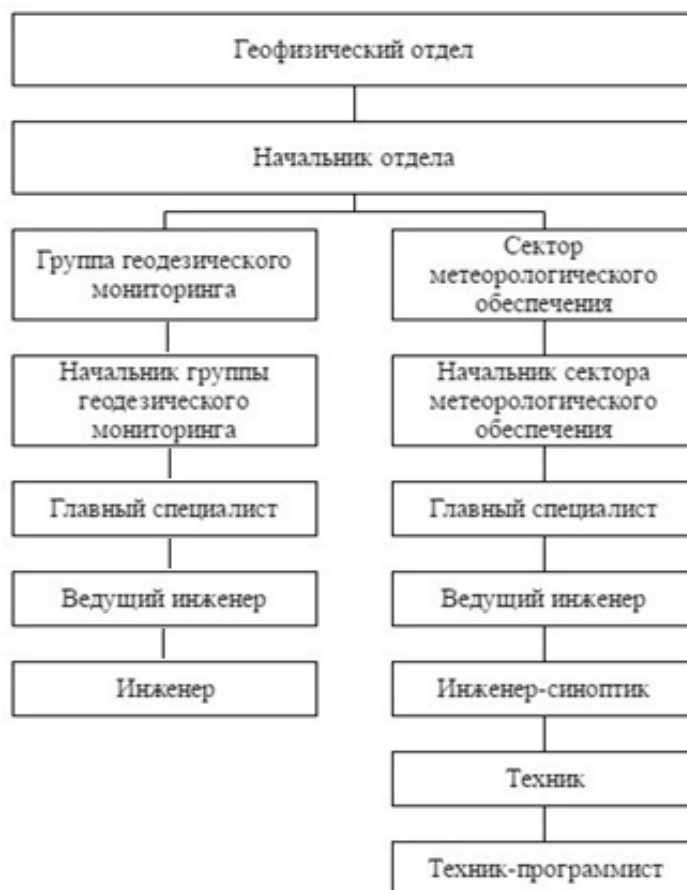 Геофизический отдел
Начальник отдела
Группа геодезического
мониторинга
Начальник группы
геодезического
мониторинга
Главный специалист
Ведущий инженер
Инженер
Сектор
метеорологического
обеспечения
Начальник сектора
метеорологического
обеспечения
Главный специалист
Ведущий инженер
Инженер-синоптик
Техник
Техник-программист